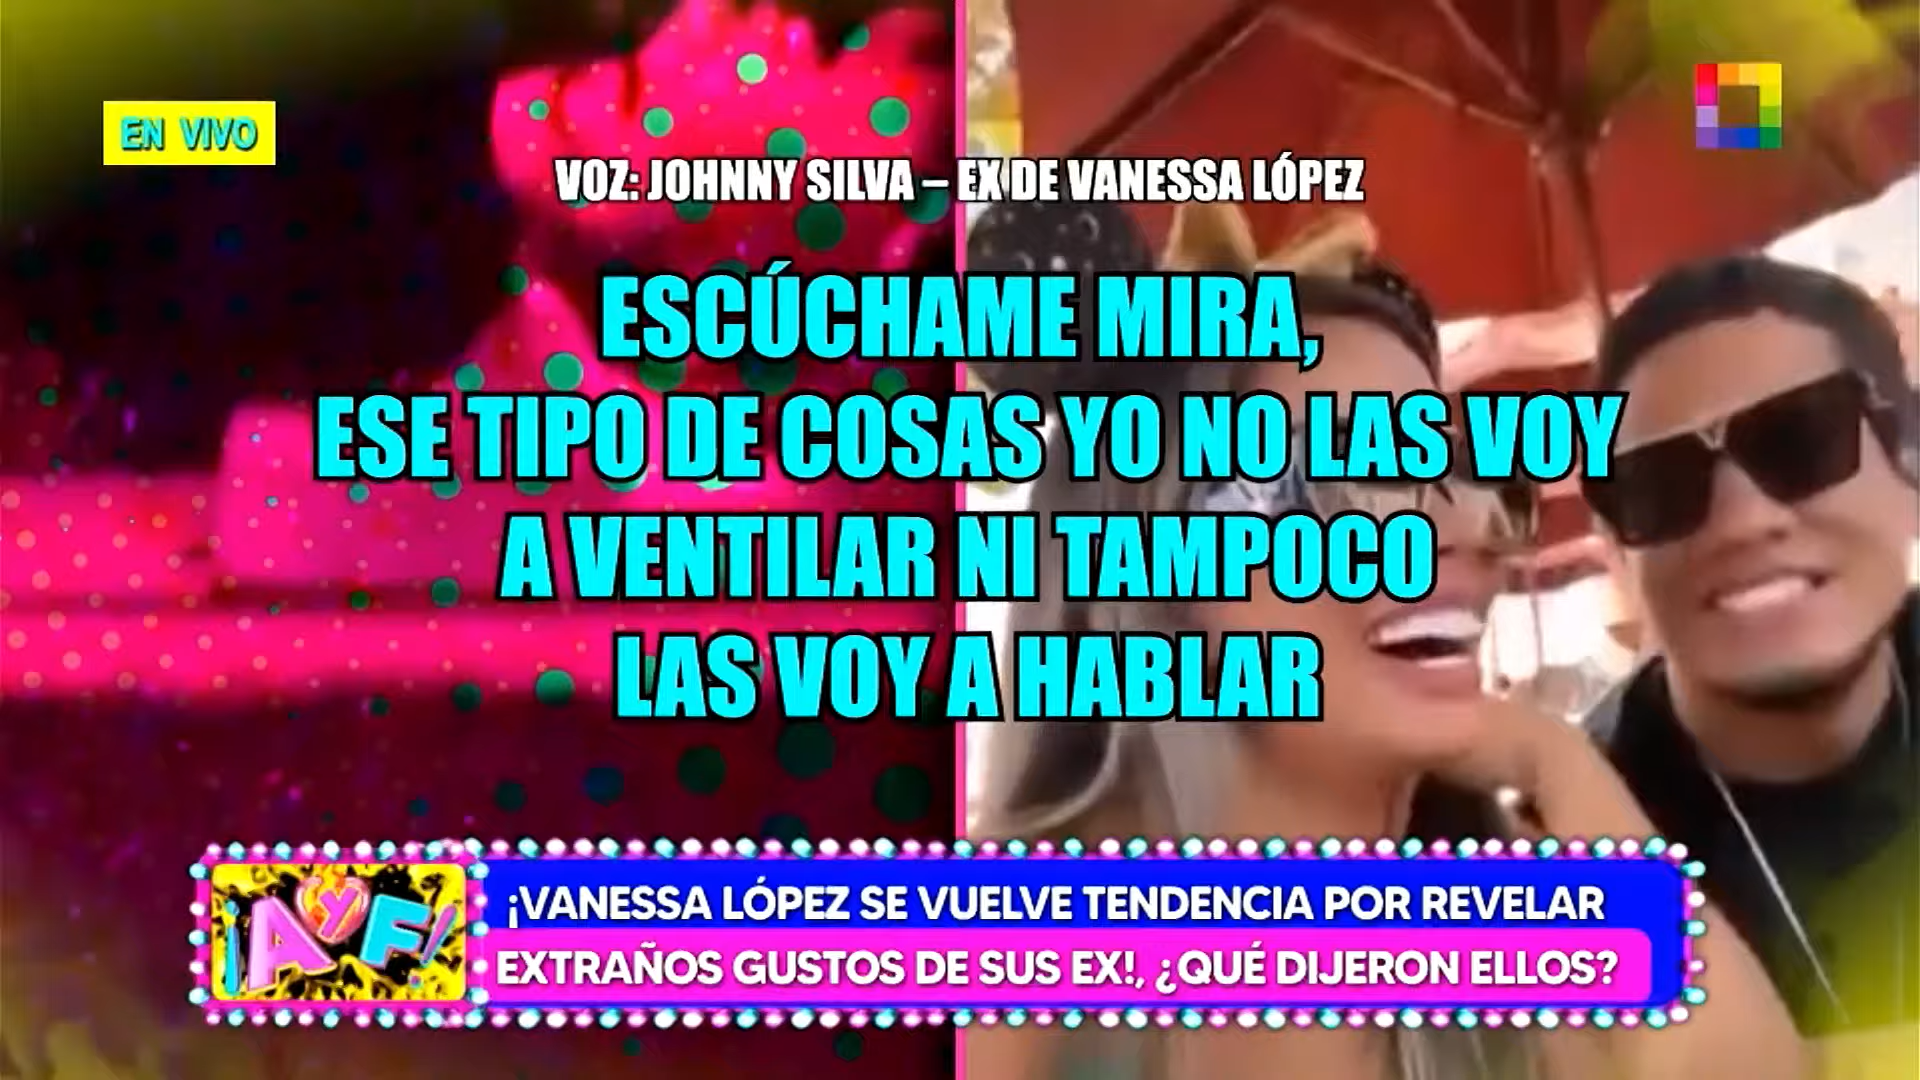 EN VIVO
VOZ: JOHNNY SILVA – EX DE VANESSA LÓPEZ
ESCÚCHAME MIRA,
ESE TIPO DE COSAS YO NO LAS VOY
A VENTILAR NI TAMPOCO
LAS VOY A HABLAR
¡AyF!
¡VANESSA LÓPEZ SE VUELVE TENDENCIA POR REVELAR
EXTRAÑOS GUSTOS DE SUS EX!, ¿QUÉ DIJERON ELLOS?